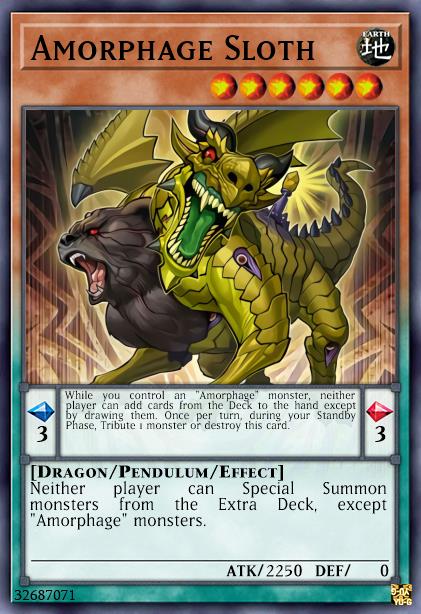 AMORPHAGE SLOTH
EARTH
地
While you control an "Amorphage" monster, neither
player can add cards from the Deck to the hand except
by drawing them. Once per turn, during your Standby
Phase, Tribute 1 monster or destroy this card.
3
3
[DRAGON/PENDULUM/EFFECT]
Neither player can Special Summon
monsters from the Extra Deck, except
"Amorphage" monsters.
ATK/2250 DEF/ 0
32687071